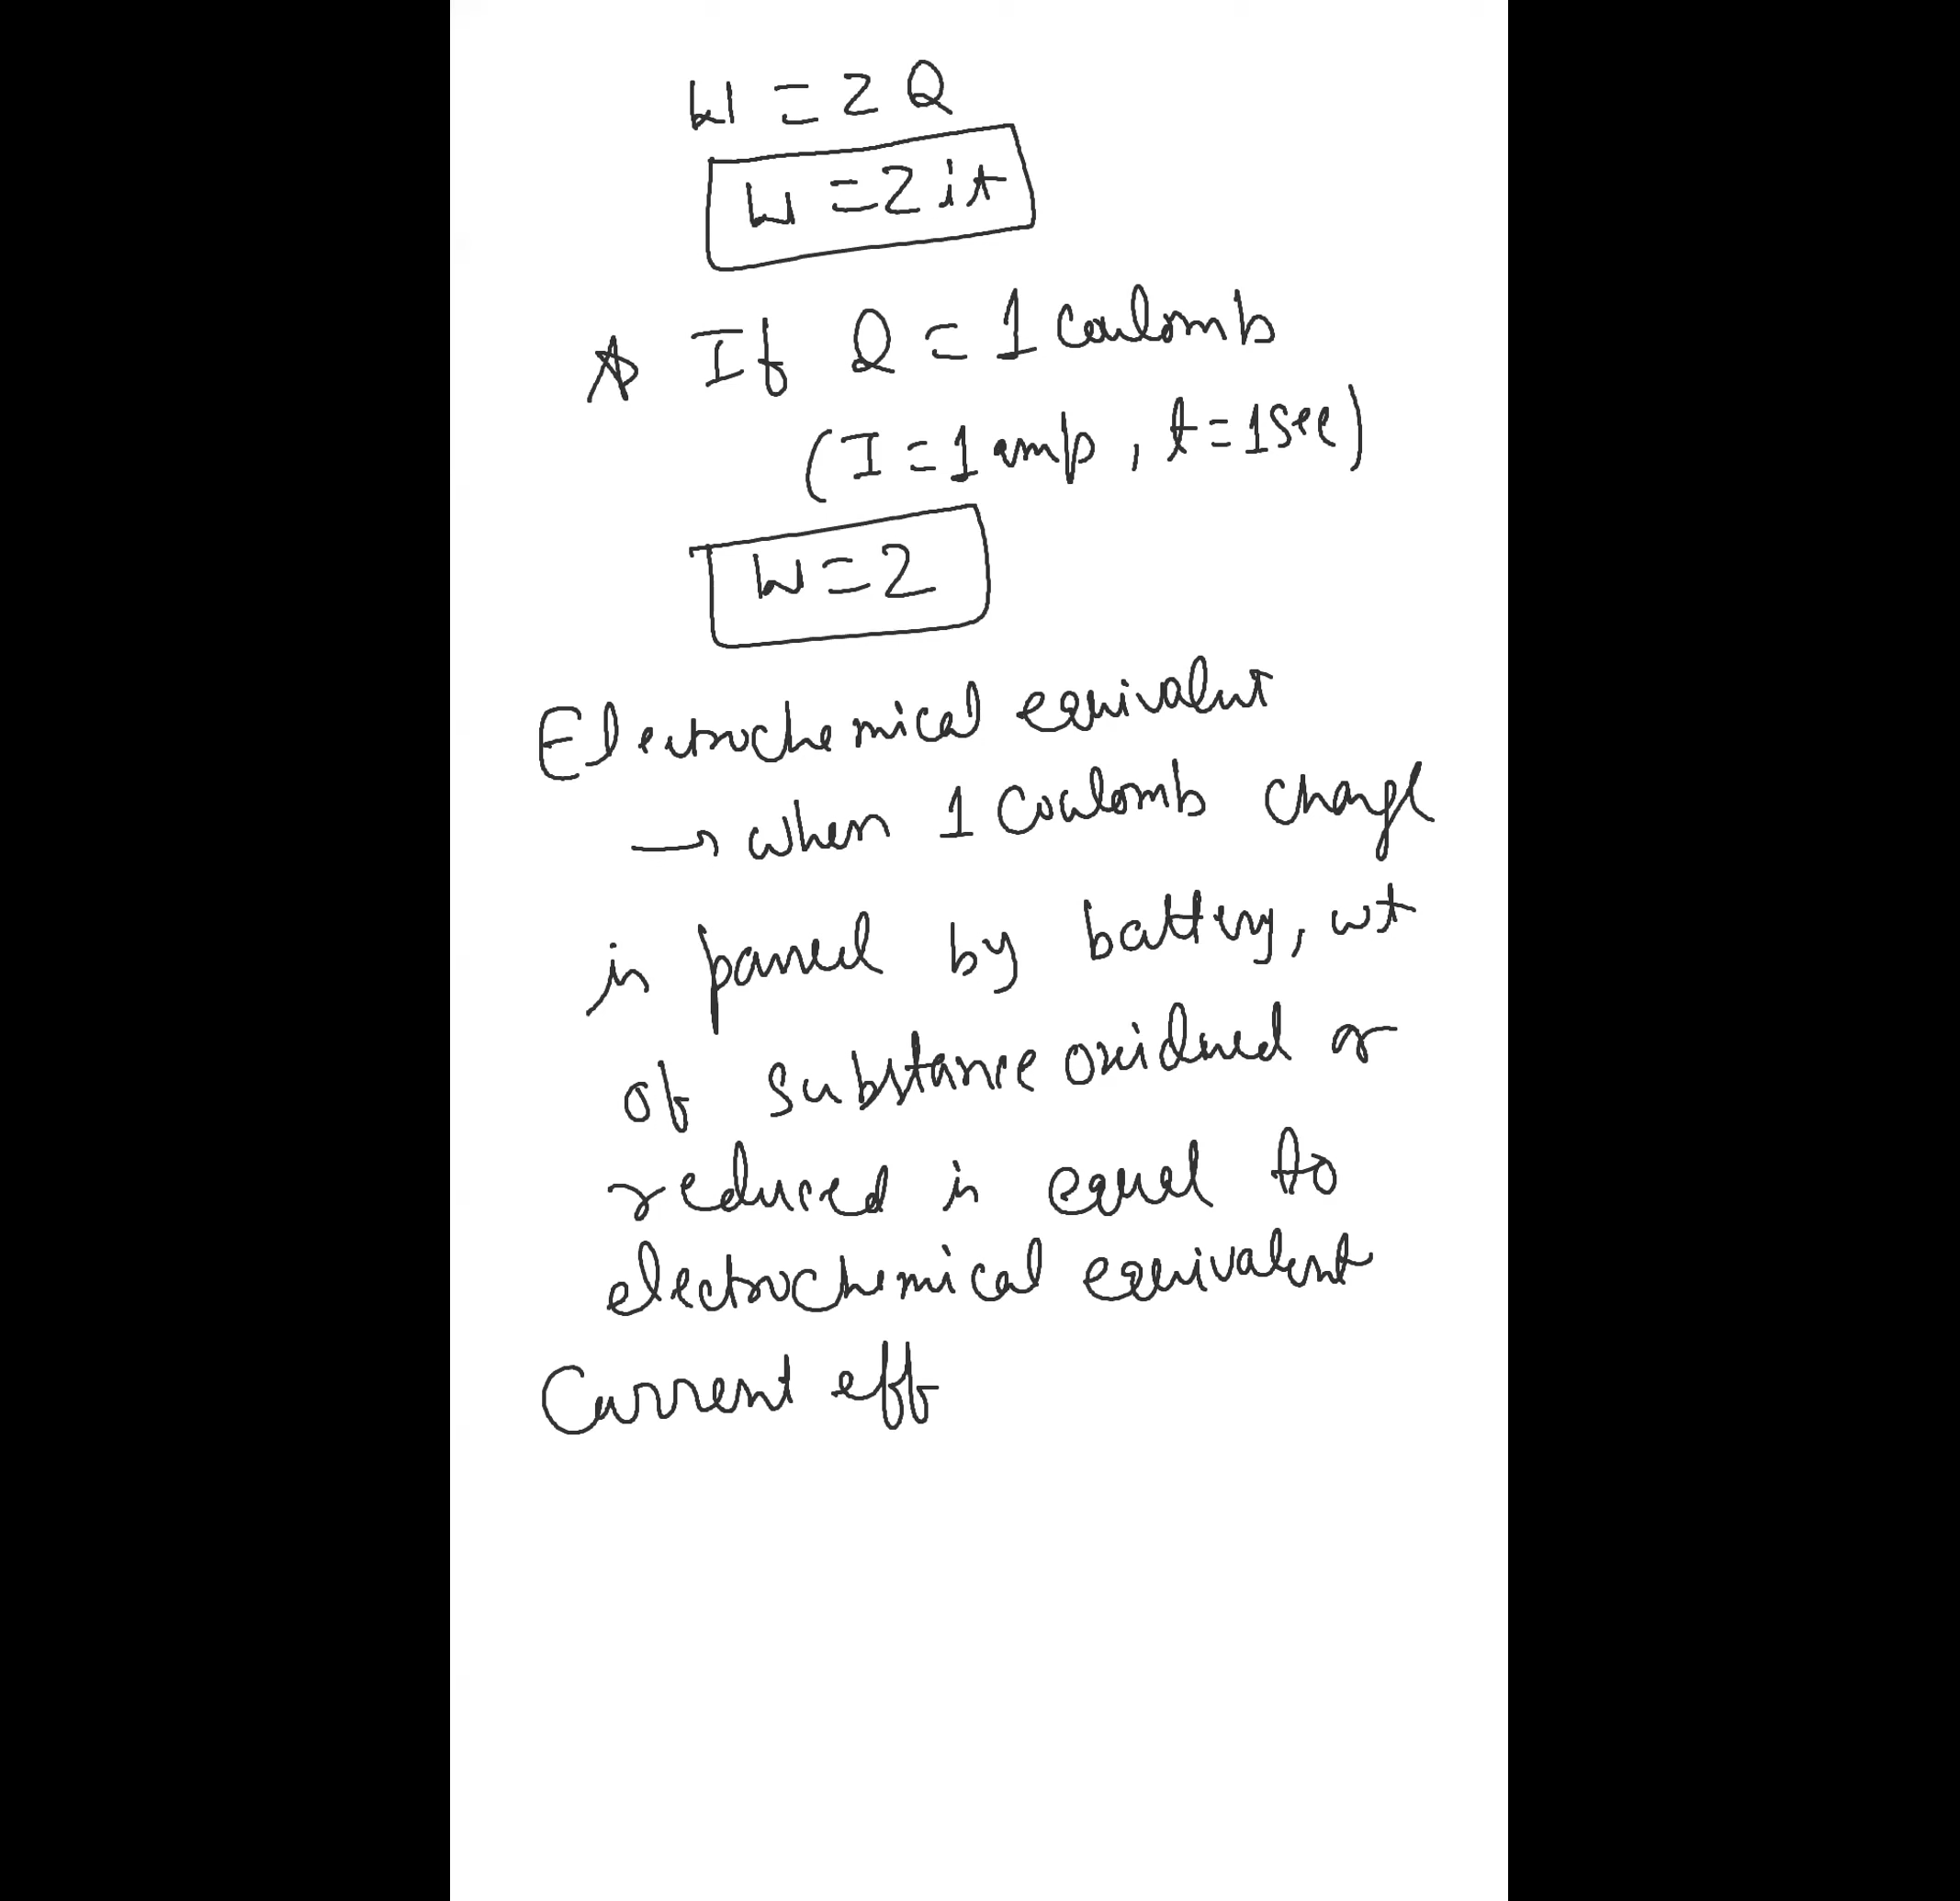 W = Z Q
W = Z i t
* If Q = 1 coulomb
(I = 1 amp, t = 1 sec)
W = Z
Electrochemical equivalent
→ when 1 Coulomb charge
is passed by battery, wt
of substance oxidised or
reduced is equal to
electrochemical equivalent
Current eff